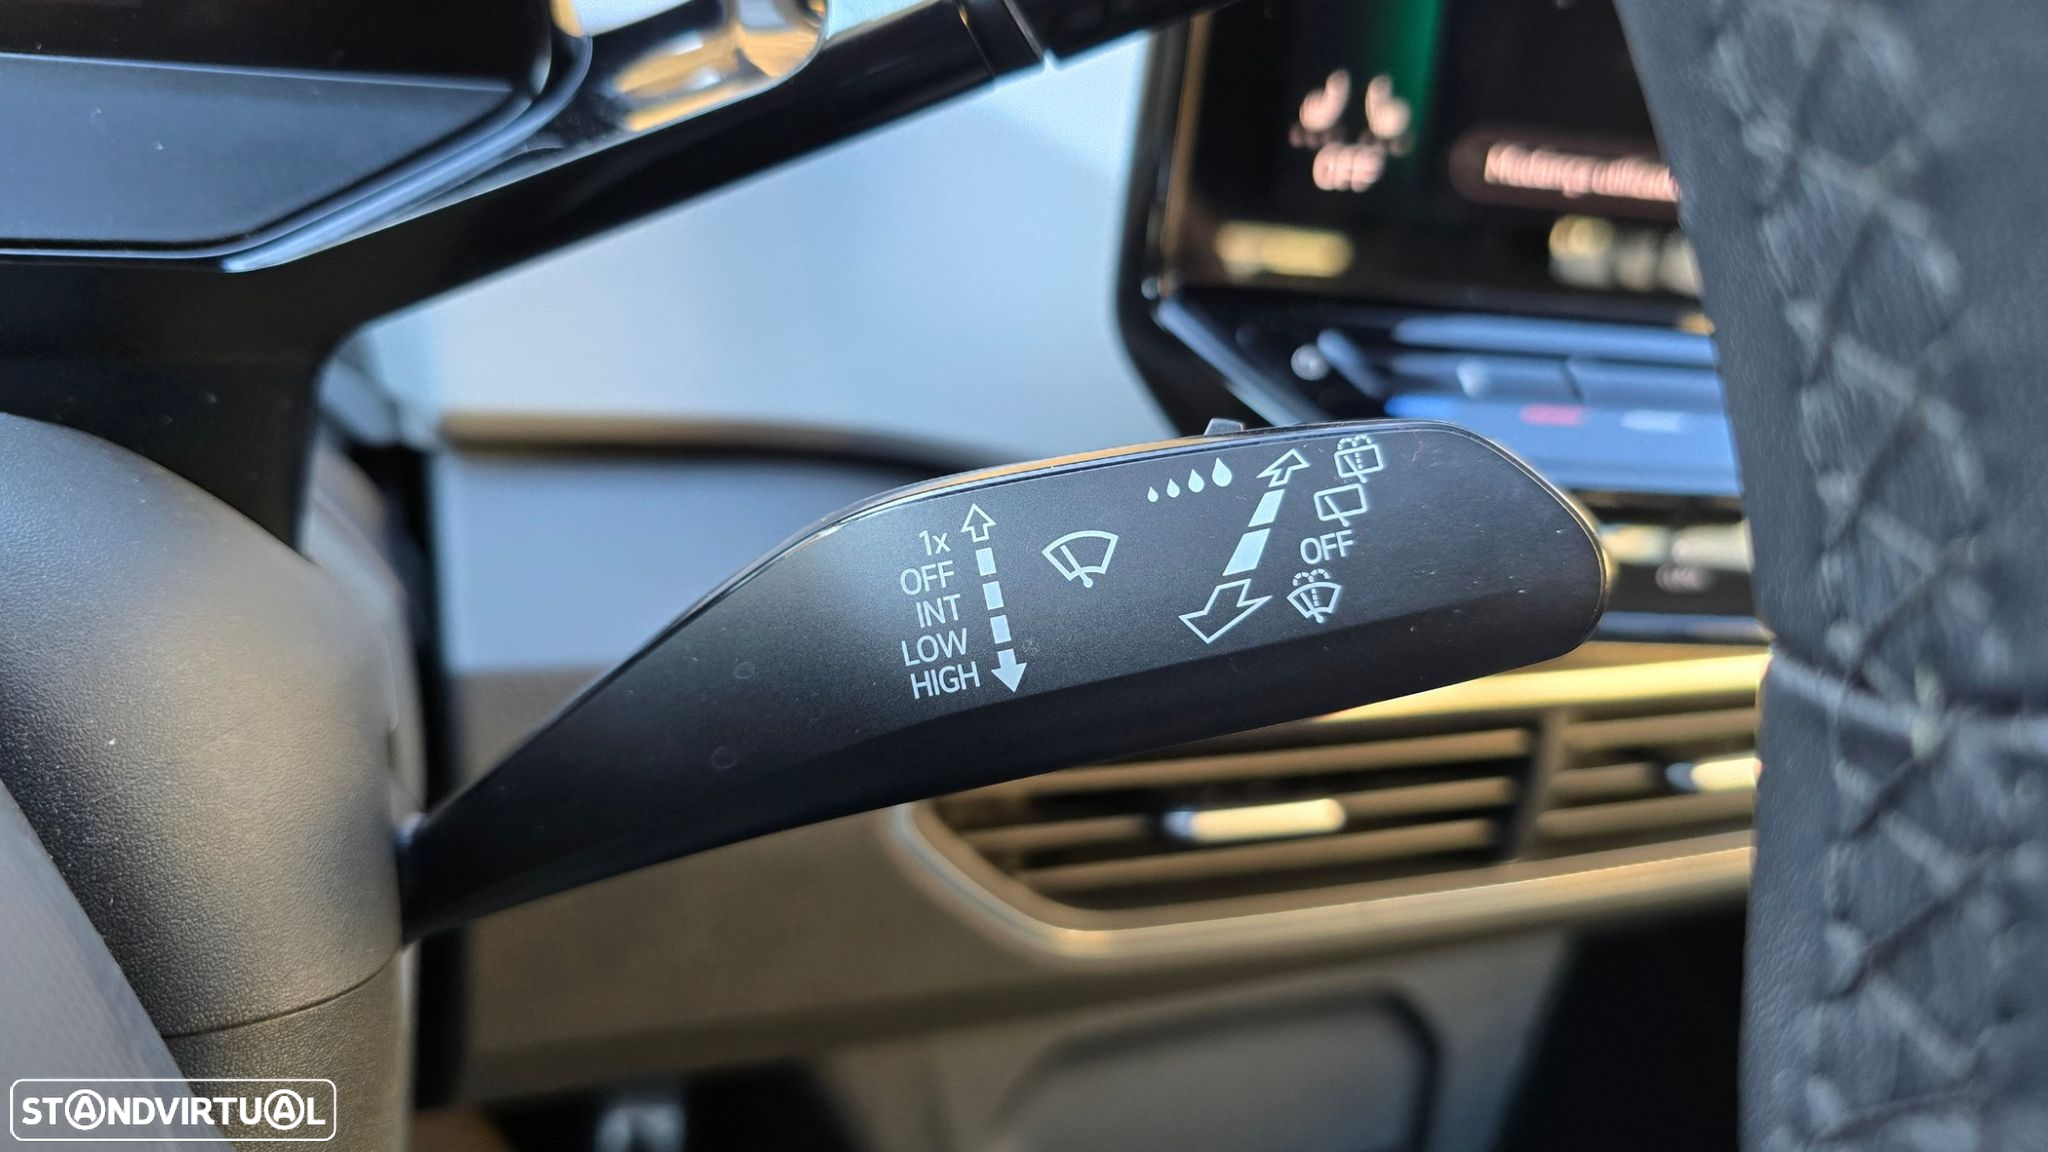 OFF
1x
OFF
INT
LOW
HIGH
OFF
STANDVIRTUAL